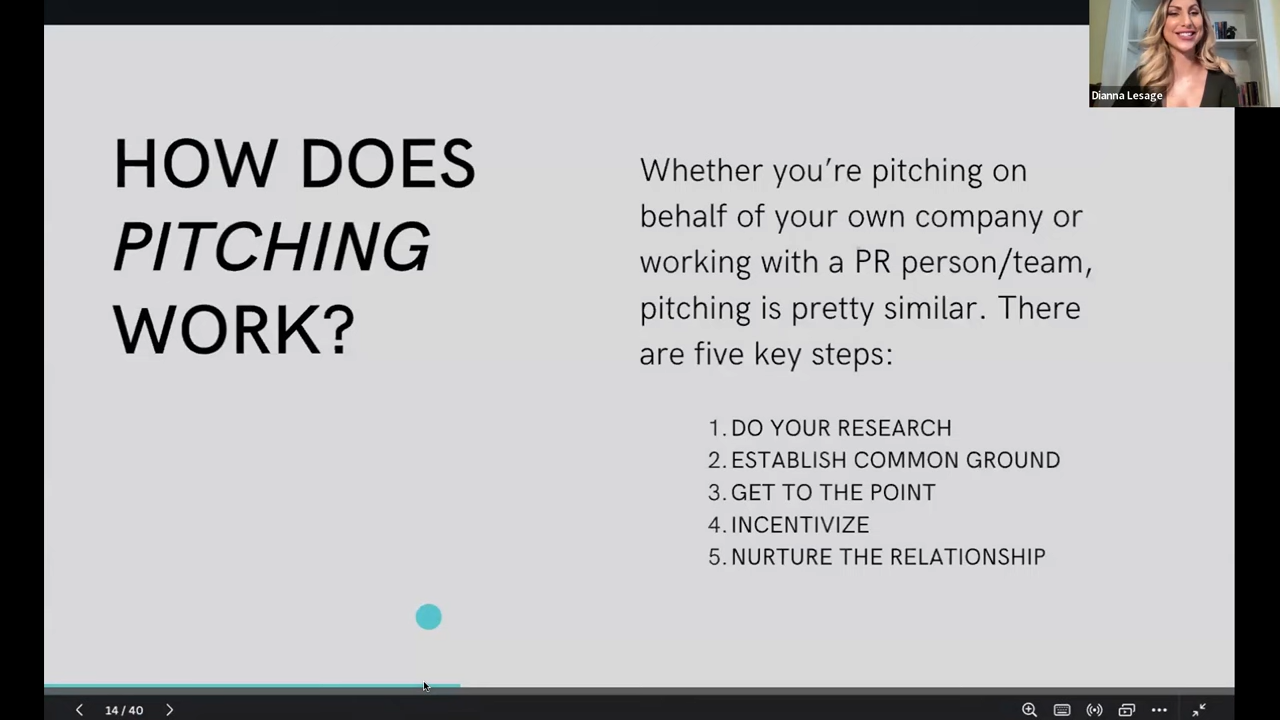 Dianna Lesage
HOW DOES
PITCHING
WORK?
Whether you’re pitching on
behalf of your own company or
working with a PR person/team,
pitching is pretty similar. There
are five key steps:
1. DO YOUR RESEARCH
2. ESTABLISH COMMON GROUND
3. GET TO THE POINT
4. INCENTIVIZE
5. NURTURE THE RELATIONSHIP
14 / 40